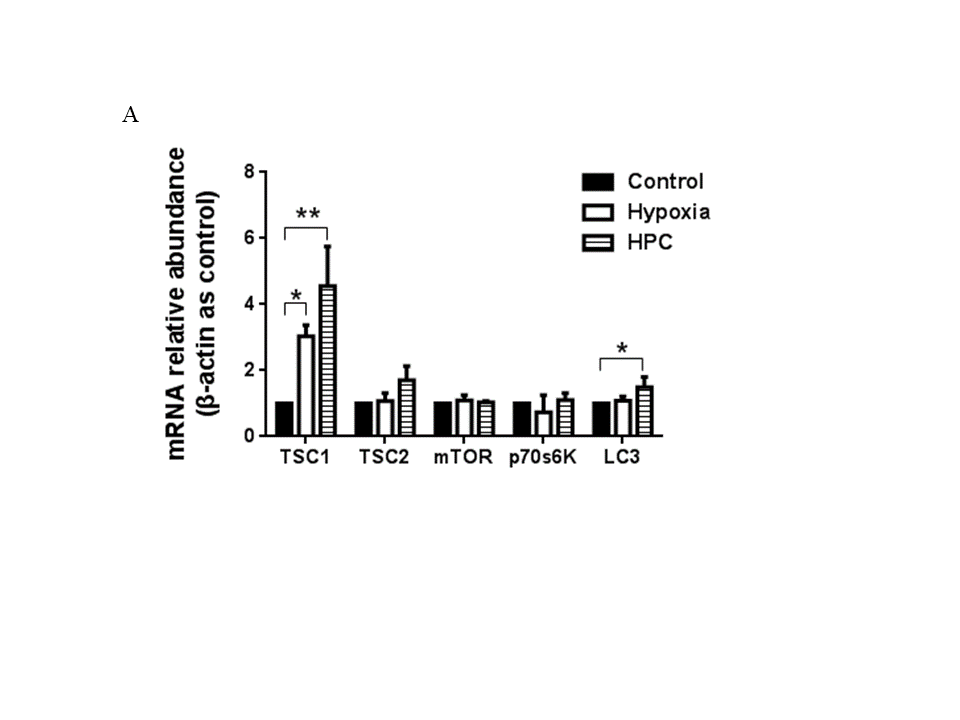 A
mRNA relative abundance
(β-actin as control)
8
6
4
2
0
**
*
*
Control
Hypoxia
HPC
TSC1 TSC2 mTOR p70s6K LC3